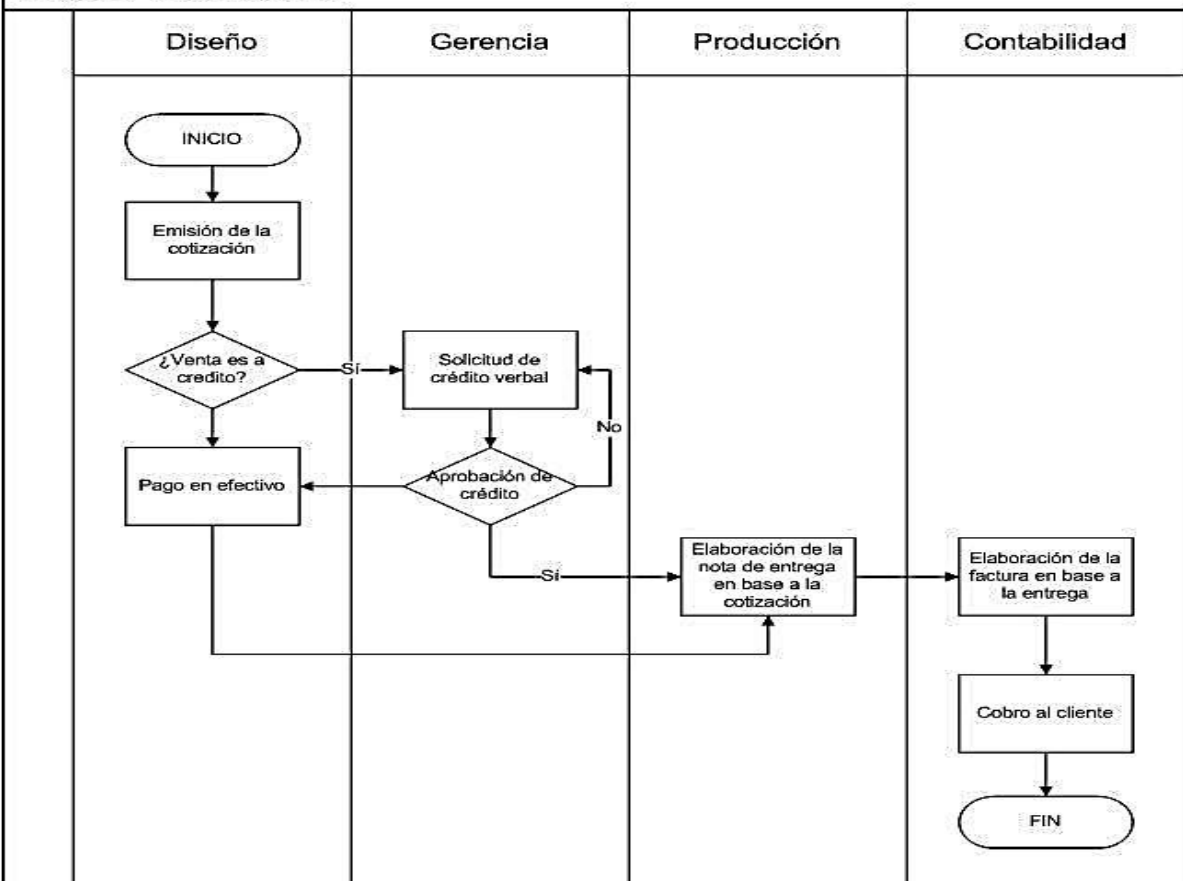 Diseño
Gerencia
Producción
Contabilidad
INICIO
Emisión de la
cotización
¿Venta es a
credito?
Sí
Solicitud de
crédito verbal
No
Pago en efectivo
Aprobación de
crédito
Sí
Elaboración de la
nota de entrega
en base a la
cotización
Elaboración de la
factura en base a
la entrega
Cobro al cliente
FIN